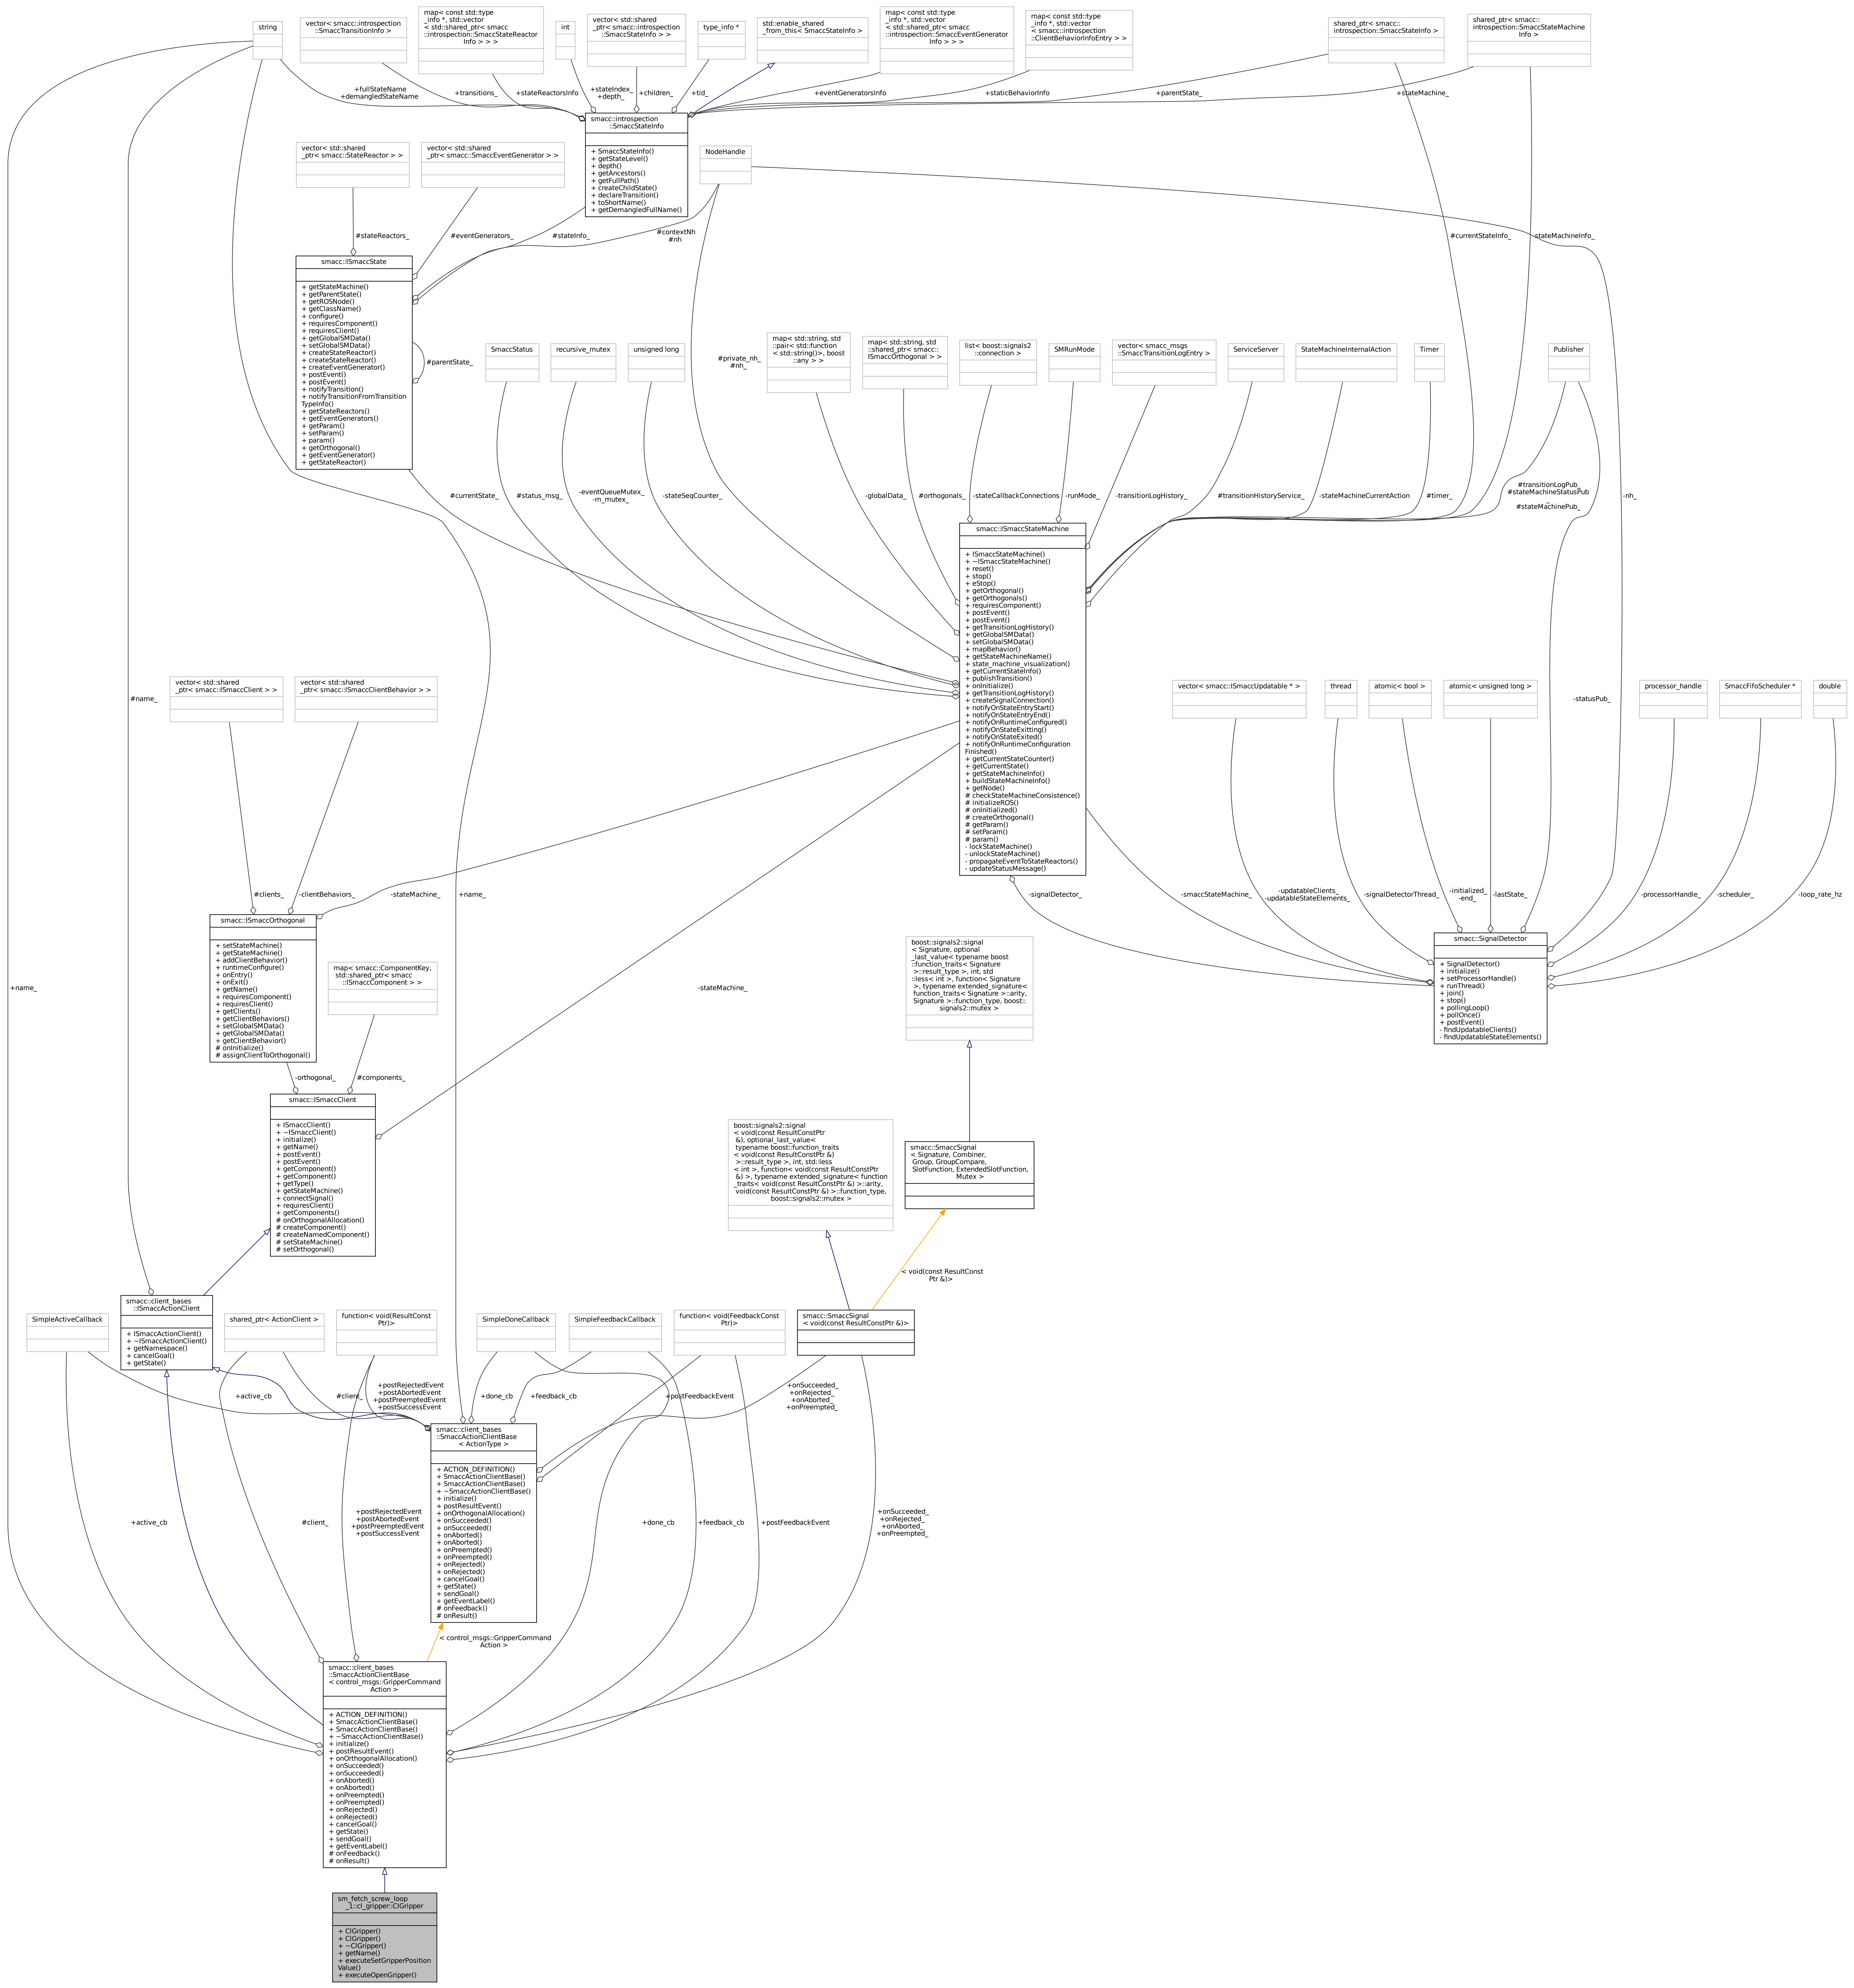 string
vector< smacc::introspection
::SmaccTransitionInfo >
map< const std::type
_info *, std::vector
< std::shared_ptr< smacc
::introspection::SmaccStateReactor
Info > > >
int
vector< std::shared
_ptr< smacc::introspection
::SmaccStateInfo > >
type_info *
std::enable_shared
_from_this< SmaccStateInfo >
map< const std::type
_info *, std::vector
< std::shared_ptr< smacc
::introspection::SmaccEventGenerator
Info > > >
map< const std::type
_info *, std::vector
< smacc::introspection
::ClientBehaviorInfoEntry > >
shared_ptr< smacc::
introspection::SmaccStateInfo >
shared_ptr< smacc::
introspection::SmaccStateMachine
Info >
+fullStateName
+demangledStateName
+transitions_
+stateReactorsInfo
+stateIndex_
+depth_
+children_
+tid_
+eventGeneratorsInfo
+staticBehaviorInfo
+parentState_
+stateMachine_
smacc::introspection
::SmaccStateInfo
+ SmaccStateInfo()
+ getStateLevel()
+ depth()
+ getAncestors()
+ getFullPath()
+ createChildState()
+ declareTransition()
+ toShortName()
+ getDemangledFullName()
vector< std::shared
_ptr< smacc::StateReactor > >
vector< std::shared
_ptr< smacc::SmaccEventGenerator > >
NodeHandle
#stateReactors_
#eventGenerators_
#stateInfo_
#contextNh
#nh
#currentStateInfo_
-stateMachineInfo_
smacc::ISmaccState
+ getStateMachine()
+ getParentState()
+ getROSNode()
+ getClassName()
+ configure()
+ requiresComponent()
+ requiresClient()
+ getGlobalSMData()
+ setGlobalSMData()
+ createStateReactor()
+ createStateReactor()
+ createEventGenerator()
+ postEvent()
+ postEvent()
+ notifyTransition()
+ notifyTransitionFromTransition
TypeInfo()
+ getStateReactors()
+ getEventGenerators()
+ getParam()
+ setParam()
+ param()
+ getOrthogonal()
+ getEventGenerator()
+ getStateReactor()
#parentState_
SmaccStatus
recursive_mutex
unsigned long
#private_nh_
#nh_
map< std::string, std
::pair< std::function
< std::string()>, boost
::any > >
map< std::string, std
::shared_ptr< smacc::
ISmaccOrthogonal > >
list< boost::signals2
::connection >
SMRunMode
vector< smacc_msgs
::SmaccTransitionLogEntry >
ServiceServer
StateMachineInternalAction
Timer
Publisher
#currentState_
#status_msg_
-eventQueueMutex_
-m_mutex_
-stateSeqCounter_
-globalData_
#orthogonals_
-stateCallbackConnections
-runMode_
-transitionLogHistory_
#transitionHistoryService_
-stateMachineCurrentAction
#timer_
#transitionLogPub_
#stateMachineStatusPub
_
#stateMachinePub_
-nh_
smacc::ISmaccStateMachine
+ ISmaccStateMachine()
+ ~ISmaccStateMachine()
+ reset()
+ stop()
+ eStop()
+ getOrthogonal()
+ getOrthogonals()
+ requiresComponent()
+ postEvent()
+ postEvent()
+ getTransitionLogHistory()
+ getGlobalSMData()
+ setGlobalSMData()
+ mapBehavior()
+ getStateMachineName()
+ state_machine_visualization()
+ getCurrentStateInfo()
+ publishTransition()
+ onInitialize()
+ getTransitionLogHistory()
+ createSignalConnection()
+ notifyOnStateEntryStart()
+ notifyOnStateEntryEnd()
+ notifyOnRuntimeConfigured()
+ notifyOnStateExitting()
+ notifyOnStateExited()
+ notifyOnRuntimeConfiguration
Finished()
+ getCurrentStateCounter()
+ getCurrentState()
+ getStateMachineInfo()
+ buildStateMachineInfo()
+ getNode()
# checkStateMachineConsistence()
# initializeROS()
# onInitialized()
# createOrthogonal()
# getParam()
# setParam()
# param()
- lockStateMachine()
- unlockStateMachine()
- propagateEventToStateReactors()
- updateStatusMessage()
#name_
vector< std::shared
_ptr< smacc::ISmaccClient > >
vector< std::shared
_ptr< smacc::ISmaccClientBehavior > >
vector< smacc::ISmaccUpdatable * >
thread
atomic< bool >
atomic< unsigned long >
-statusPub_
processor_handle
SmaccFifoScheduler *
double
#clients_
-clientBehaviors_
-stateMachine_
+name_
-signalDetector_
-smaccStateMachine_
-updatableClients_
-updatableStateElements_
-signalDetectorThread_
-initialized_
-end_
-lastState_
-processorHandle_
-scheduler_
-loop_rate_hz
smacc::ISmaccOrthogonal
+ setStateMachine()
+ getStateMachine()
+ addClientBehavior()
+ runtimeConfigure()
+ onEntry()
+ onExit()
+ getName()
+ requiresComponent()
+ requiresClient()
+ getClients()
+ getClientBehaviors()
+ setGlobalSMData()
+ getGlobalSMData()
+ getClientBehavior()
# onInitialize()
# assignClientToOrthogonal()
map< smacc::ComponentKey,
std::shared_ptr< smacc
::ISmaccComponent > >
boost::signals2::signal
< Signature, optional
_last_value< typename boost
::function_traits< Signature
>::result_type >, int, std
::less< int >, function< Signature
>, typename extended_signature<
function_traits< Signature >::arity,
Signature >::function_type, boost::
signals2::mutex >
smacc::SignalDetector
+ SignalDetector()
+ initialize()
+ setProcessorHandle()
+ runThread()
+ join()
+ stop()
+ pollingLoop()
+ pollOnce()
+ postEvent()
- findUpdatableClients()
- findUpdatableStateElements()
+name_
-stateMachine_
-orthogonal_
#components_
smacc::ISmaccClient
+ ISmaccClient()
+ ~ISmaccClient()
+ initialize()
+ getName()
+ postEvent()
+ postEvent()
+ getComponent()
+ getComponent()
+ getType()
+ getStateMachine()
+ connectSignal()
+ requiresClient()
+ getComponents()
# onOrthogonalAllocation()
# createComponent()
# createNamedComponent()
# setStateMachine()
# setOrthogonal()
boost::signals2::signal
< void(const ResultConstPtr
&), optional_last_value<
typename boost::function_traits
< void(const ResultConstPtr &)
>::result_type >, int, std::less
< int >, function< void(const ResultConstPtr
&) >, typename extended_signature< function
_traits< void(const ResultConstPtr &) >::arity,
void(const ResultConstPtr &) >::function_type,
boost::signals2::mutex >
smacc::SmaccSignal
< Signature, Combiner,
Group, GroupCompare,
SlotFunction, ExtendedSlotFunction,
Mutex >
< void(const ResultConst
Ptr &)>
smacc::client_bases
::ISmaccActionClient
+ ISmaccActionClient()
+ ~ISmaccActionClient()
+ getNamespace()
+ cancelGoal()
+ getState()
SimpleActiveCallback
shared_ptr< ActionClient >
function< void(ResultConst
Ptr)>
SimpleDoneCallback
SimpleFeedbackCallback
function< void(FeedbackConst
Ptr)>
smacc::SmaccSignal
< void(const ResultConstPtr &)>
+active_cb
#client_
+postRejectedEvent
+postAbortedEvent
+postPreemptedEvent
+postSuccessEvent
+done_cb
+feedback_cb
+postFeedbackEvent
+onSucceeded_
+onRejected_
+onAborted_
+onPreempted_
smacc::client_bases
::SmaccActionClientBase
< ActionType >
+ ACTION_DEFINITION()
+ SmaccActionClientBase()
+ SmaccActionClientBase()
+ ~SmaccActionClientBase()
+ initialize()
+ postResultEvent()
+ onOrthogonalAllocation()
+ onSucceeded()
+ onSucceeded()
+ onAborted()
+ onAborted()
+ onPreempted()
+ onPreempted()
+ onRejected()
+ onRejected()
+ cancelGoal()
+ getState()
+ sendGoal()
+ getEventLabel()
# onFeedback()
# onResult()
+active_cb
#client_
+postRejectedEvent
+postAbortedEvent
+postPreemptedEvent
+postSuccessEvent
+done_cb
+feedback_cb
+postFeedbackEvent
+onSucceeded_
+onRejected_
+onAborted_
+onPreempted_
< control_msgs::GripperCommand
Action >
smacc::client_bases
::SmaccActionClientBase
< control_msgs::GripperCommand
Action >
+ ACTION_DEFINITION()
+ SmaccActionClientBase()
+ SmaccActionClientBase()
+ ~SmaccActionClientBase()
+ initialize()
+ postResultEvent()
+ onOrthogonalAllocation()
+ onSucceeded()
+ onSucceeded()
+ onAborted()
+ onAborted()
+ onPreempted()
+ onPreempted()
+ onRejected()
+ onRejected()
+ cancelGoal()
+ getState()
+ sendGoal()
+ getEventLabel()
# onFeedback()
# onResult()
sm_fetch_screw_loop
_1::cl_gripper::ClGripper
+ ClGripper()
+ ClGripper()
+ ~ClGripper()
+ getName()
+ executeSetGripperPosition
Value()
+ executeOpenGripper()